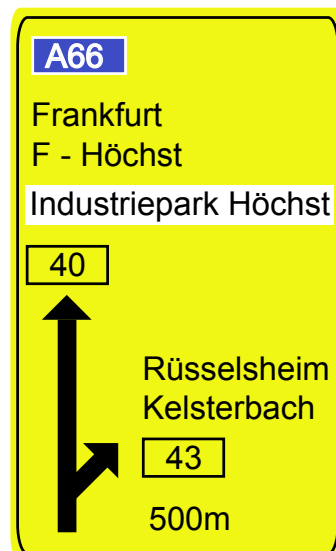 A66
Frankfurt
F - Höchst
Industriepark Höchst
40
Rüsselsheim
Kelsterbach
43
500m